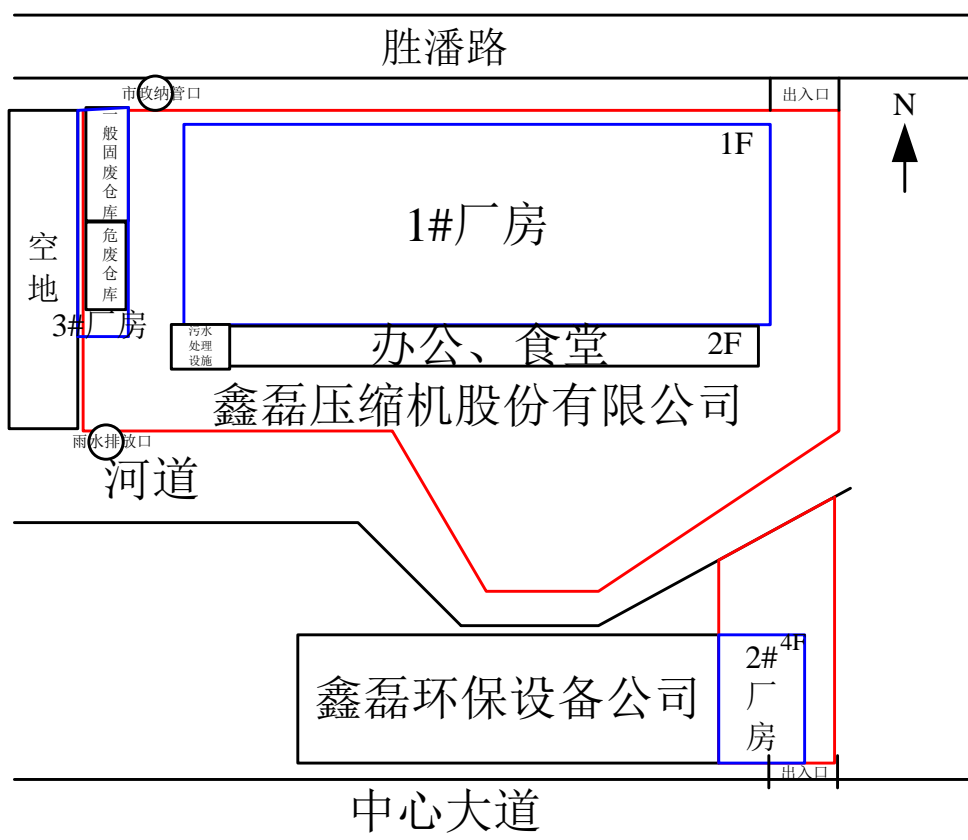 胜潘路
市政纳管口
出入口
N
一般固废仓库
1F
1#厂房
危废仓库
空地
3#厂房
污水
处理
设施
办公、食堂
2F
鑫磊压缩机股份有限公司
雨水排放口
河道
4F
2#
厂房
鑫磊环保设备公司
出入口
中心大道